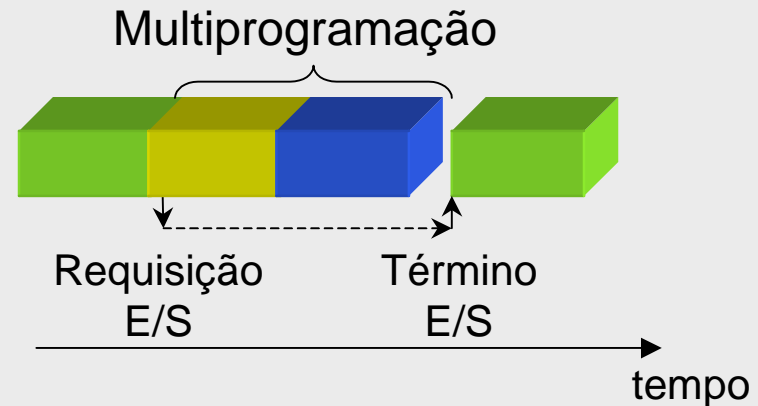 Multiprogramação
Requisição
E/S
Término
E/S
tempo